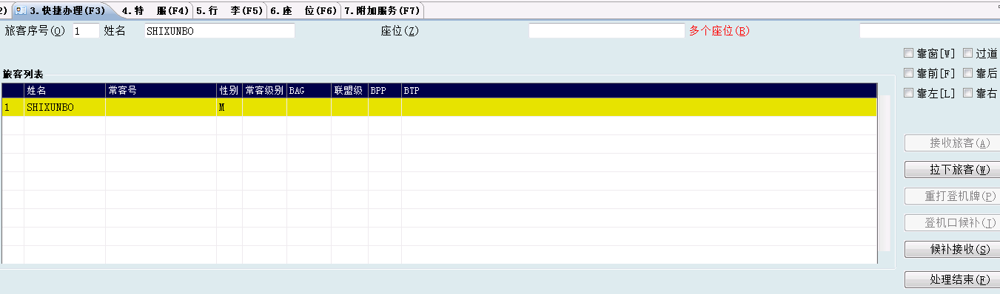 2) 3.快捷办理(F3) 4.特 服(F4) 5.行 李(F5) 6.座 位(F6) 7.附加服务(F7)
旅客序号(O) 1 姓名 SHIXUNBO 座位(Z) 多个座位(B)
靠窗[W] 过道
靠前[F] 靠后
靠左[L] 靠右
旅客列表
姓名 常客号 性别 常客级别 BAG 联盟级 BPP BTP
1 SHIXUNBO M
接收旅客(A)
拉下旅客(W)
重打登机牌(P)
登机口候补(I)
候补接收(S)
处理结束(F)